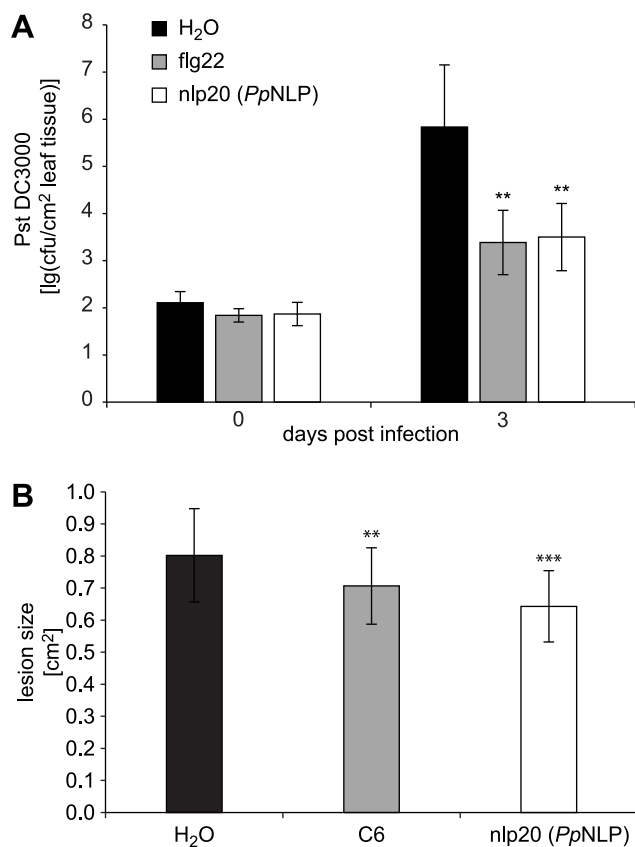 A
H₂O
flg22
nlp20 (PpNLP)
Pst DC3000
[lg(cfu/cm² leaf tissue)]
8
7
6
5
4
3
2
1
0
** **
0 3
days post infection
B
lesion size
[cm²]
1.0
0.9
0.8
0.7
0.6
0.5
0.4
0.3
0.2
0.1
0.0
** ***
H₂O C6 nlp20 (PpNLP)